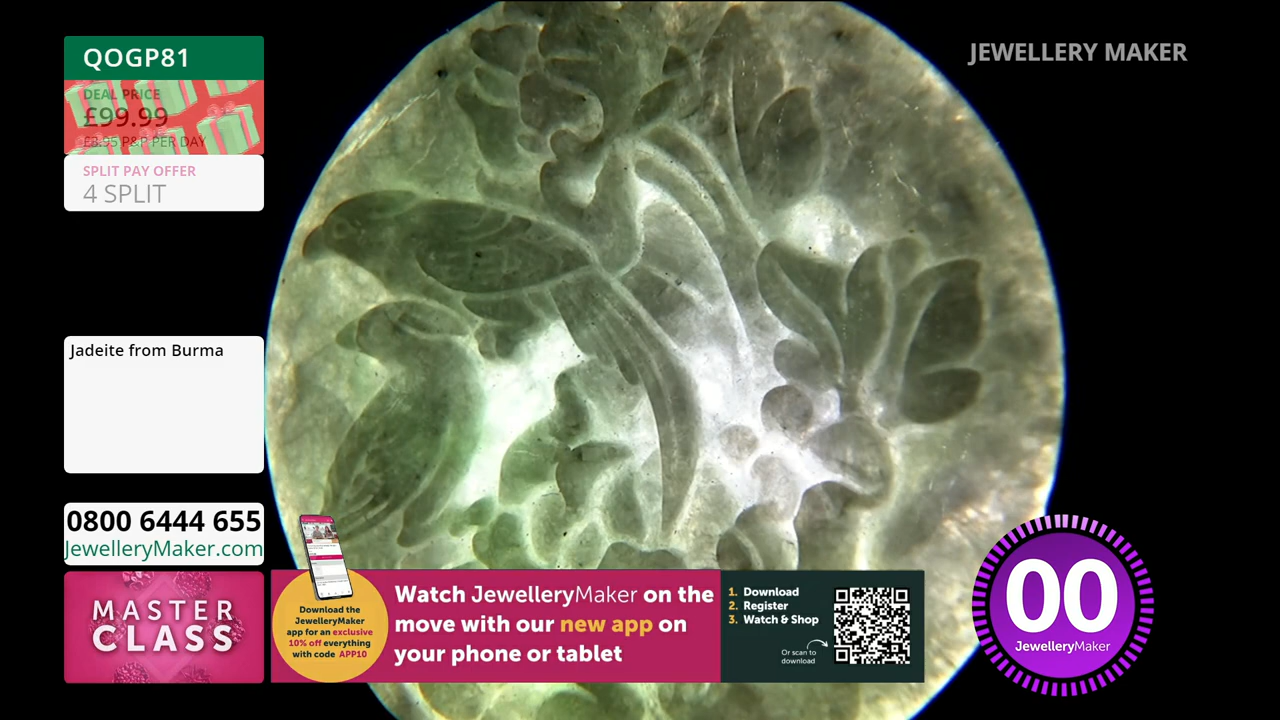 QOGP81
DEAL PRICE
£99.99
£3.95 P&P PER DAY
SPLIT PAY OFFER
4 SPLIT
JEWELLERY MAKER
Jadeite from Burma
0800 6444 655
JewelleryMaker.com
MASTER
CLASS
Download the
JewelleryMaker
app for an exclusive
10% off everything
with code APP10
Watch JewelleryMaker on the
move with our new app on
your phone or tablet
1. Download
2. Register
3. Watch & Shop
Or scan to
download
00
JewelleryMaker